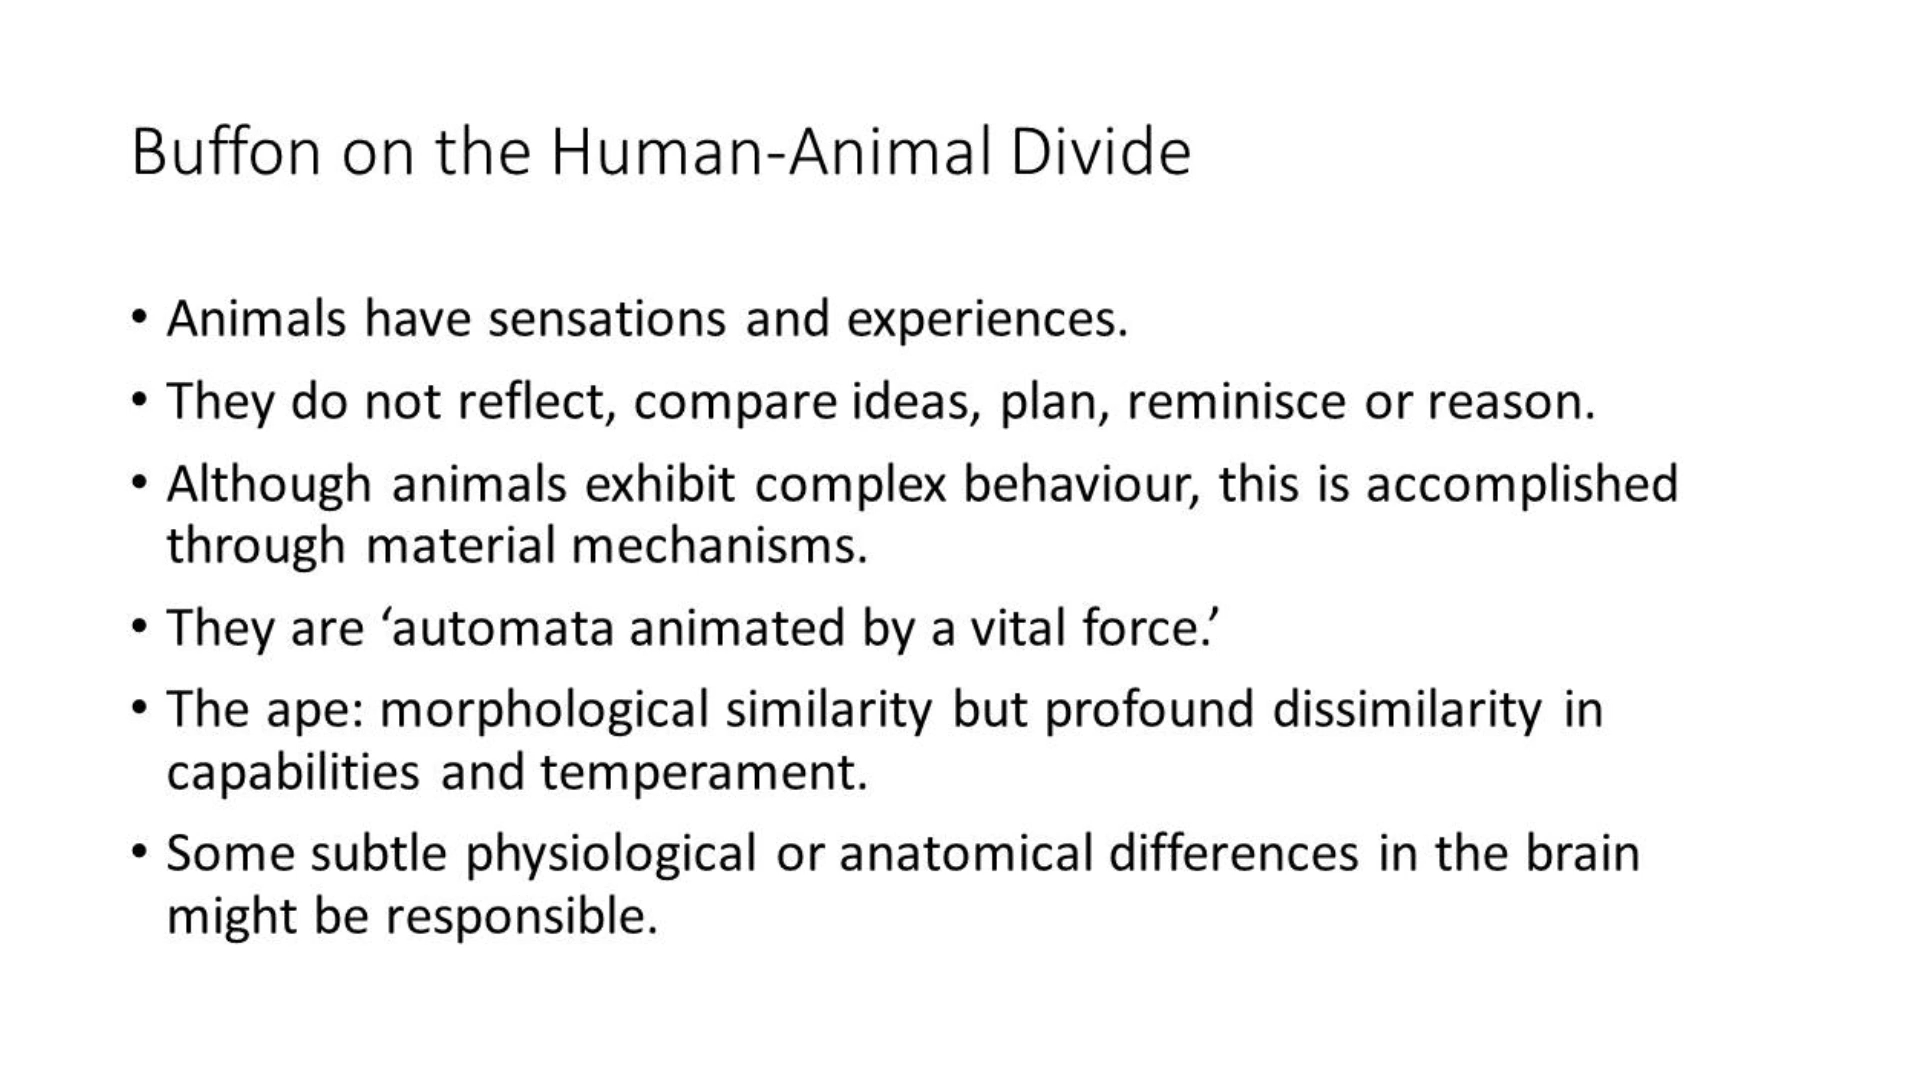 Buffon on the Human-Animal Divide
• Animals have sensations and experiences.
• They do not reflect, compare ideas, plan, reminisce or reason.
• Although animals exhibit complex behaviour, this is accomplished
through material mechanisms.
• They are ‘automata animated by a vital force.’
• The ape: morphological similarity but profound dissimilarity in
capabilities and temperament.
• Some subtle physiological or anatomical differences in the brain
might be responsible.